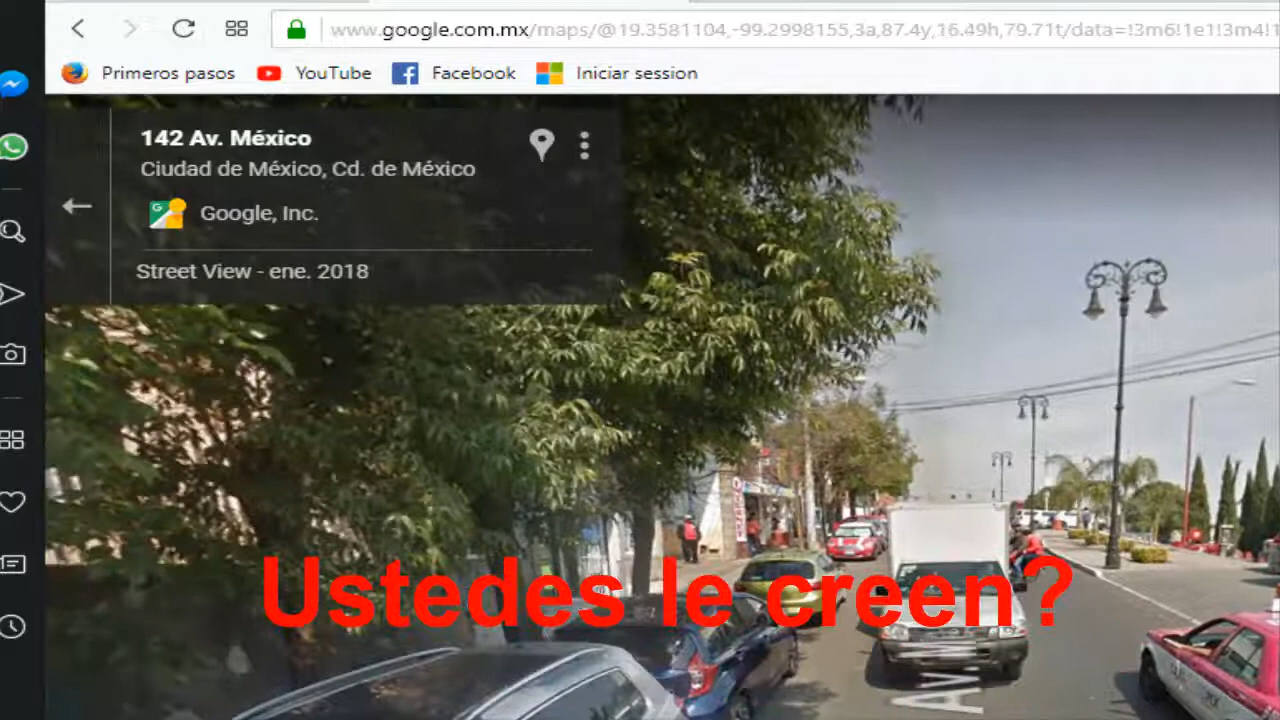 www.google.com.mx/maps/@19.3581104,-99.2998155,3a,87.4y,16.49h,79.71t/data=!3m6!1e1!3m4!1
Primeros pasos YouTube Facebook Iniciar session
142 Av. México
Ciudad de México, Cd. de México
Google, Inc.
Street View - ene. 2018
Ustedes le creen?
Av. M